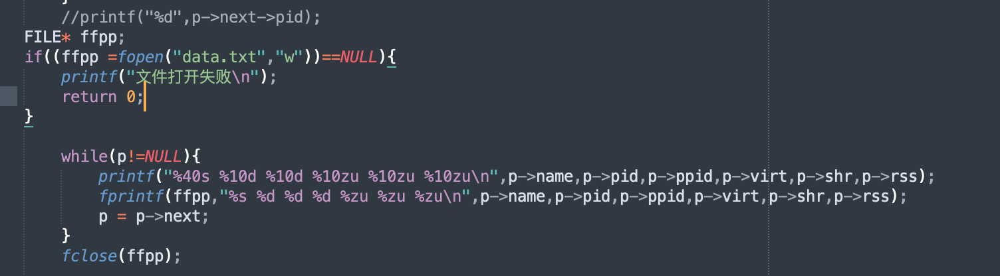 }
//printf("%d",p->next->pid);
FILE* ffpp;
if((ffpp =fopen("data.txt","w"))==NULL){
printf("文件打开失败\n");
return 0;
}
while(p!=NULL){
printf("%40s %10d %10d %10zu %10zu %10zu\n",p->name,p->pid,p->ppid,p->virt,p->shr,p->rss);
fprintf(ffpp,"%s %d %d %d %zu %zu %zu\n",p->name,p->pid,p->ppid,p->virt,p->shr,p->rss);
p = p->next;
}
fclose(ffpp);